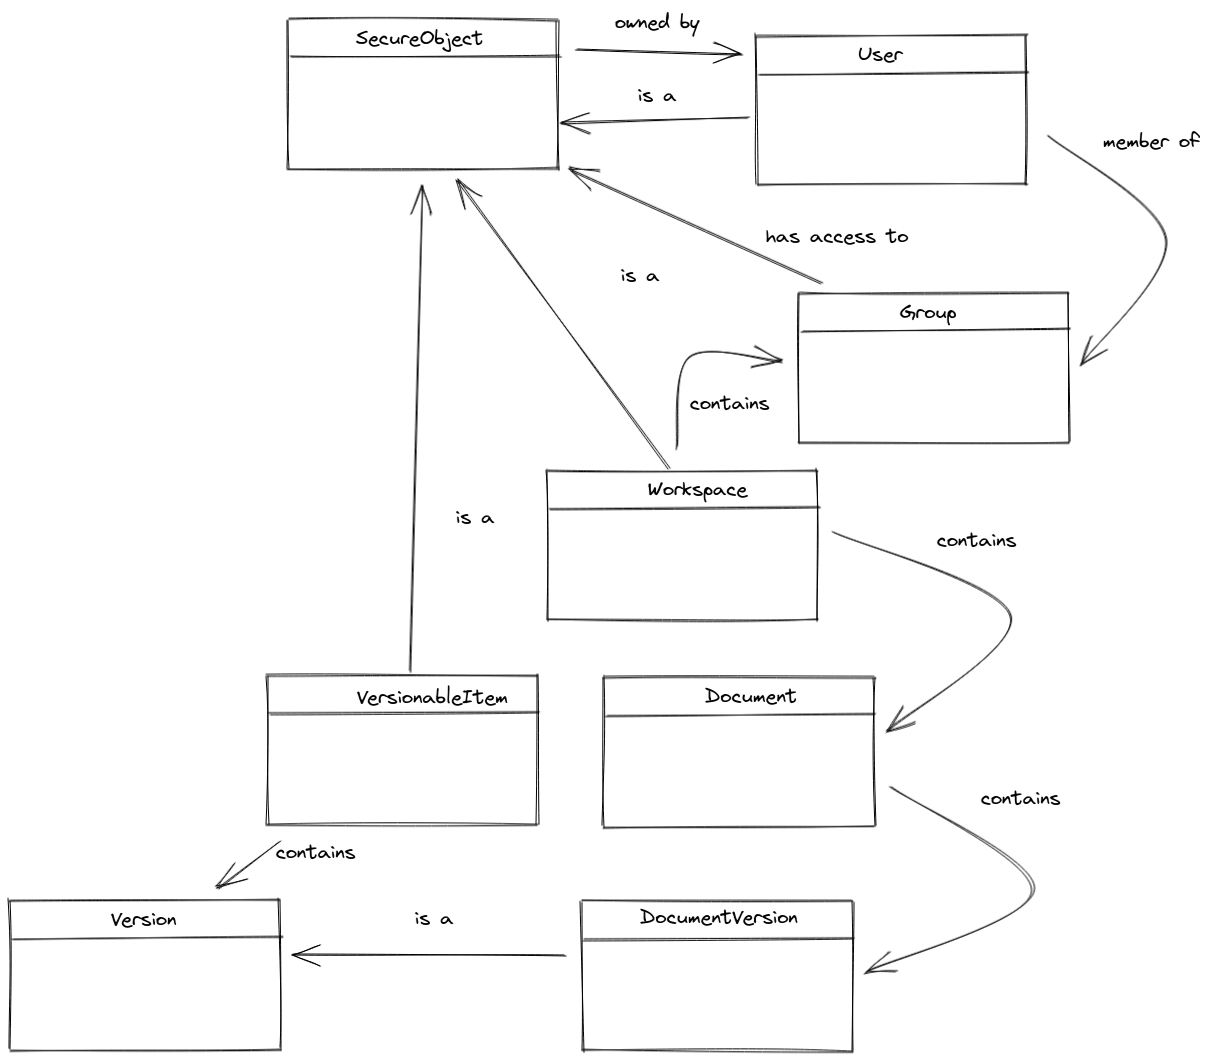 owned by
SecureObject
User
is a
member of
has access to
is a
Group
contains
Workspace
is a
contains
VersionableItem
Document
contains
contains
Version
is a
DocumentVersion